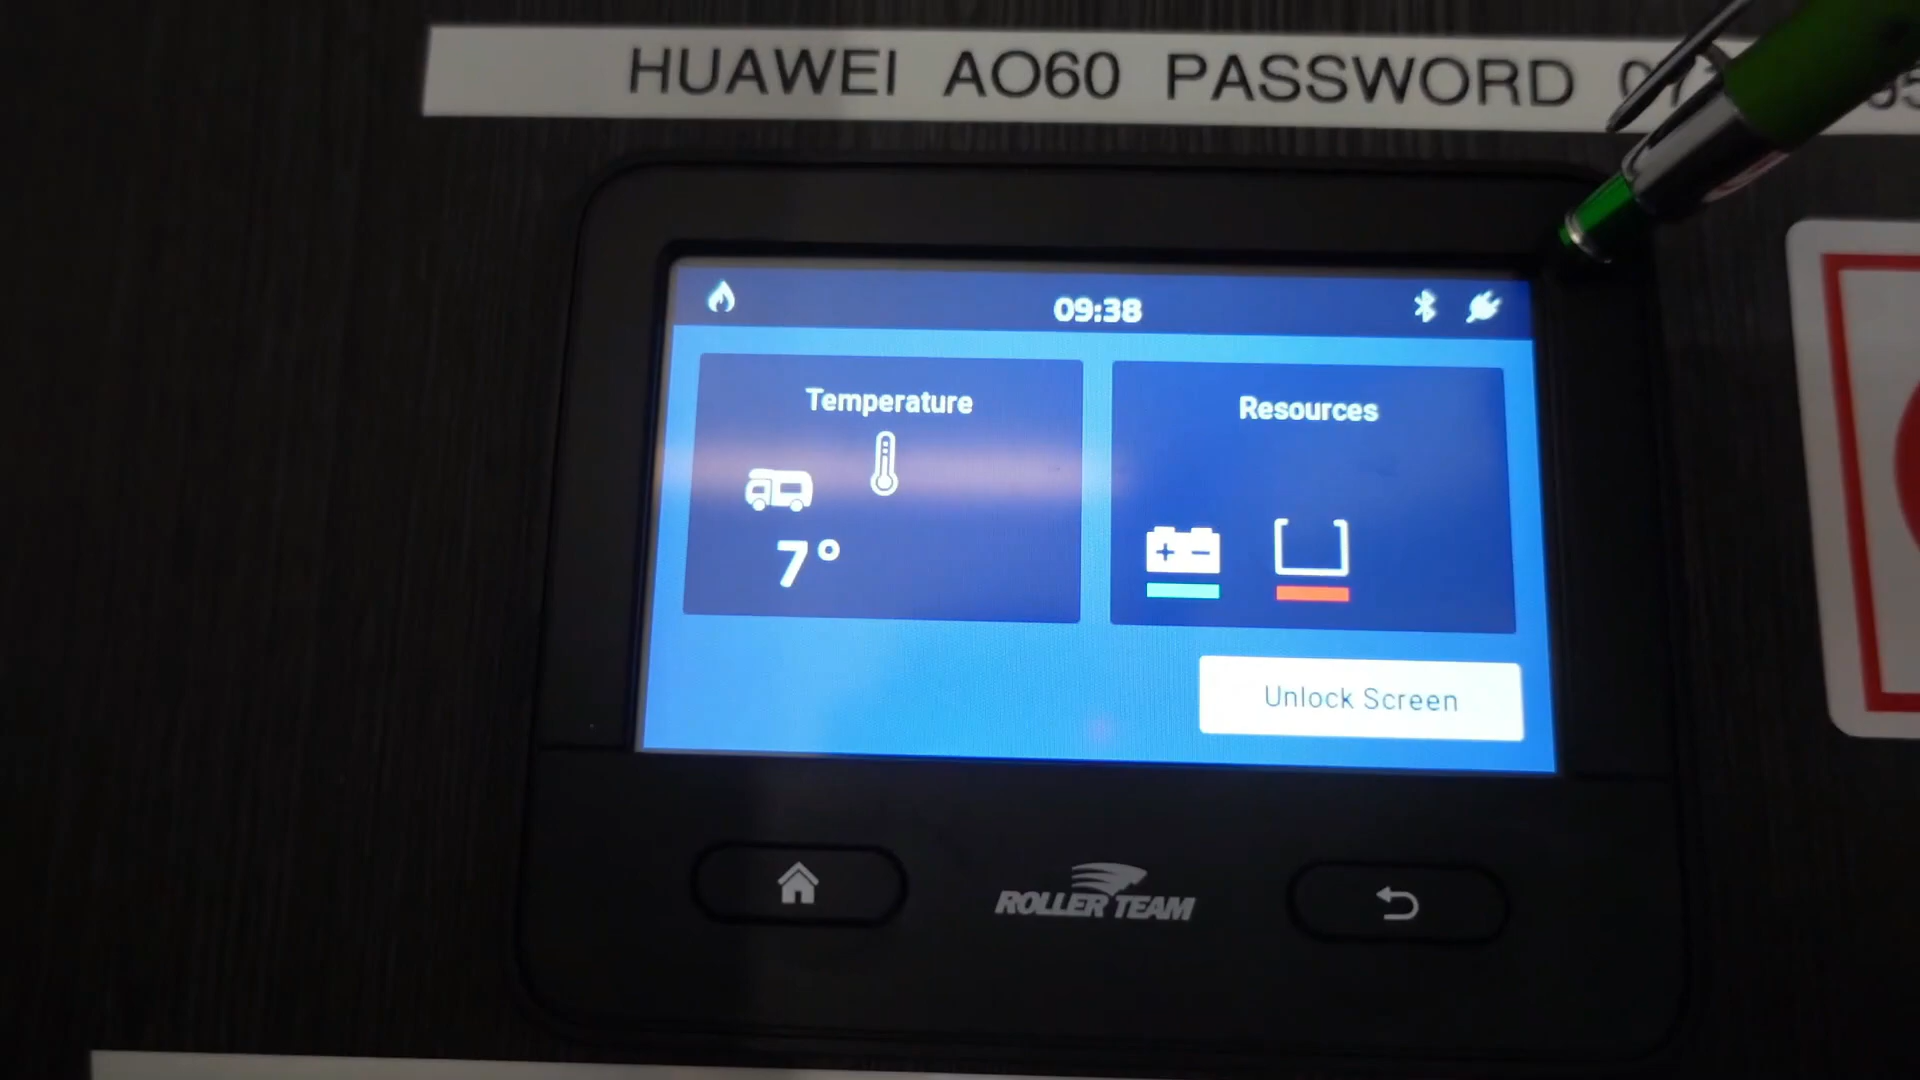 HUAWEI AO60 PASSWORD
09:38
Temperature
7°
Resources
Unlock Screen
ROLLER TEAM